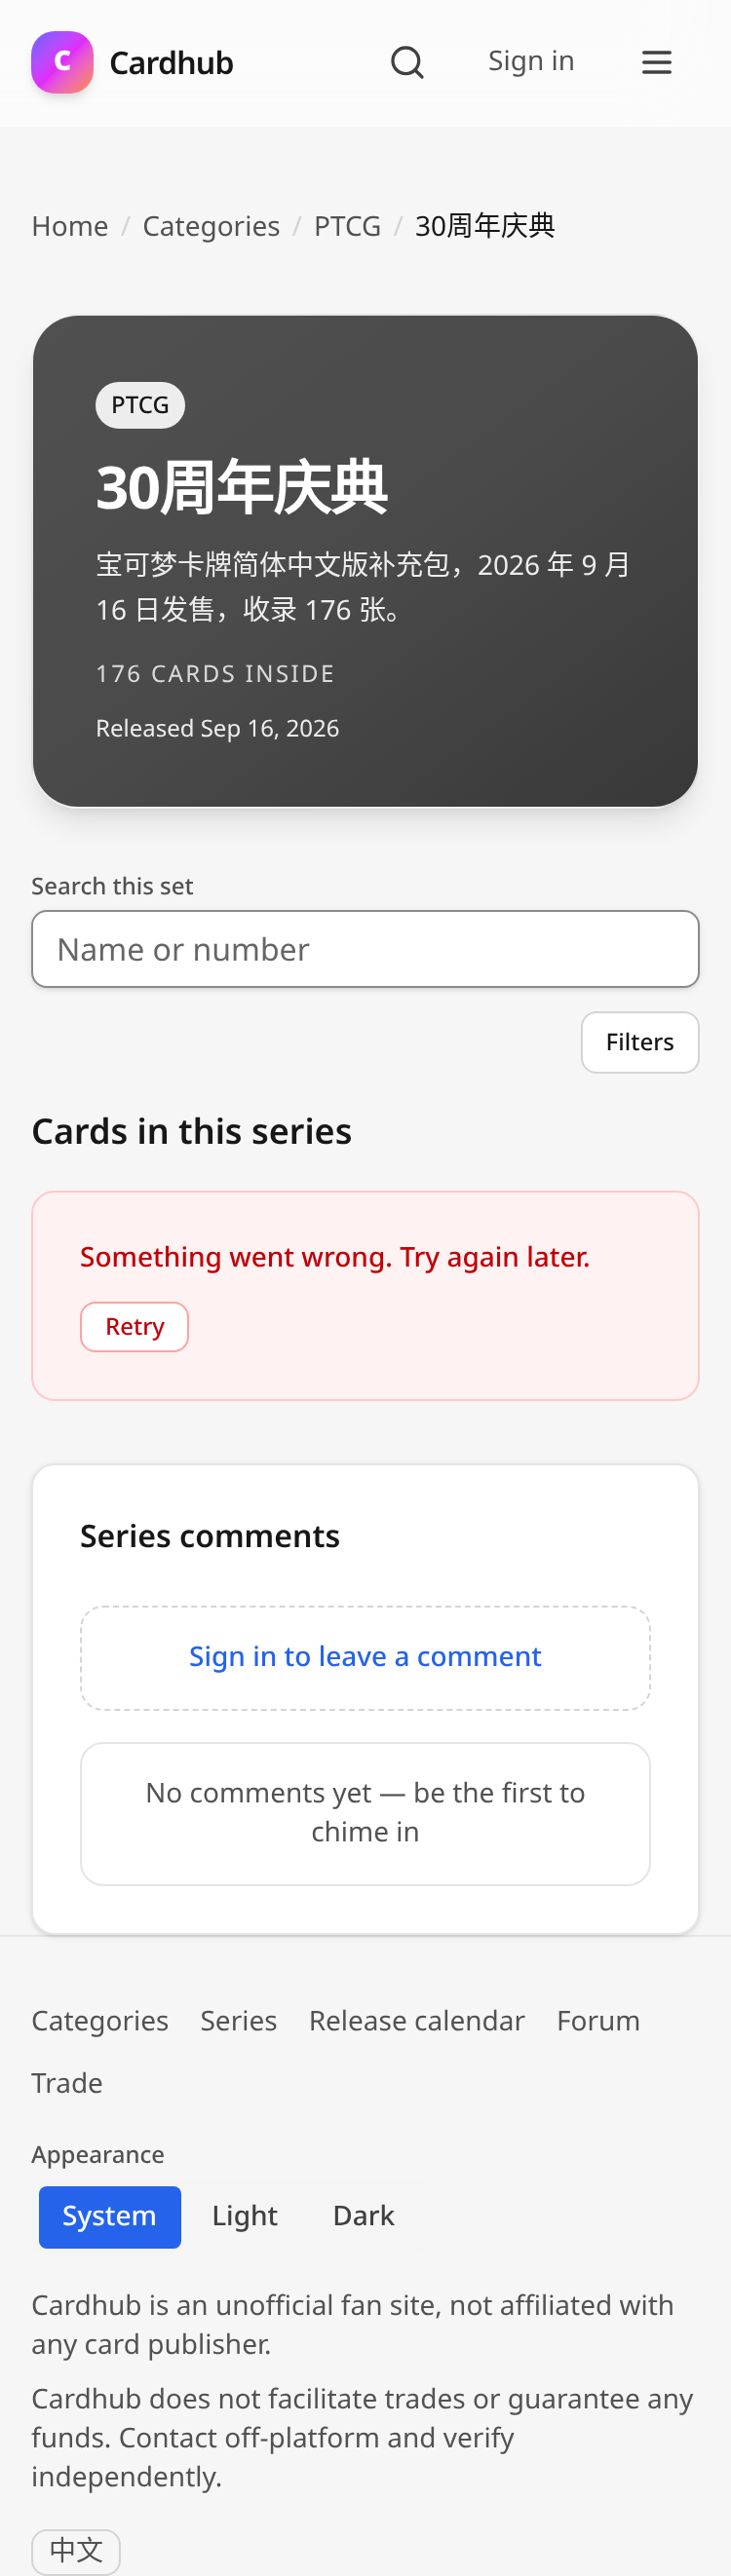 C Cardhub Sign in
Home / Categories / PTCG / 30周年庆典
PTCG
30周年庆典
宝可梦卡牌简体中文版补充包，2026 年 9 月
16 日发售，收录 176 张。
176 CARDS INSIDE
Released Sep 16, 2026
Search this set
Name or number
Filters
Cards in this series
Something went wrong. Try again later.
Retry
Series comments
Sign in to leave a comment
No comments yet — be the first to
chime in
Categories Series Release calendar Forum
Trade
Appearance
System Light Dark
Cardhub is an unofficial fan site, not affiliated with
any card publisher.
Cardhub does not facilitate trades or guarantee any
funds. Contact off-platform and verify
independently.
中文